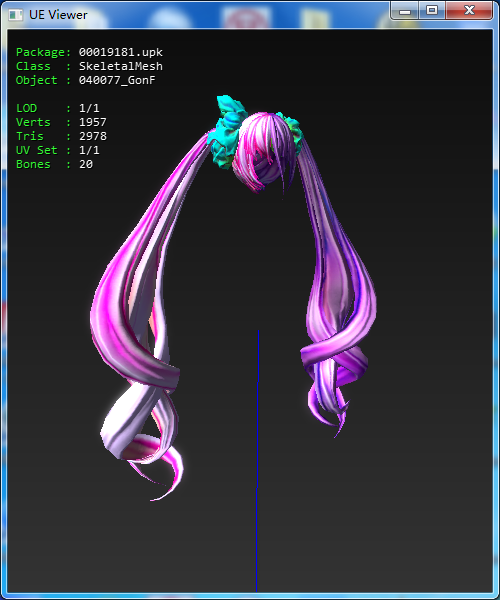 UE Viewer
Package: 00019181.upk
Class : SkeletalMesh
Object : 040077_GonF
LOD : 1/1
Verts : 1957
Tris : 2978
UV Set : 1/1
Bones : 20